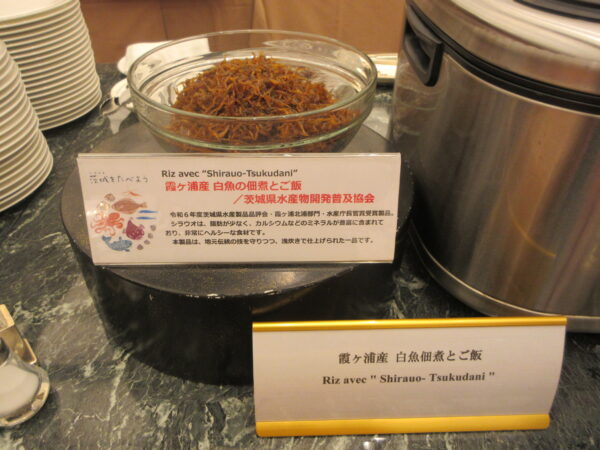 茨城をたべよう
Riz avec "Shirauo-Tsukudani"
霞ヶ浦産 白魚の佃煮とご飯
／茨城県水産物開発普及協会
令和６年度茨城県水産製品品評会・霞ヶ浦北浦部門・水産庁長官賞受賞製品。
シラウオは、脂肪が少なく、カルシウムなどのミネラルが豊富に含まれて
おり、非常にヘルシーな食材です。
本製品は、地元伝統の技を守りつつ、浅炊きで仕上げられた一品です。
霞ヶ浦産 白魚佃煮とご飯
Riz avec " Shirauo- Tsukudani "